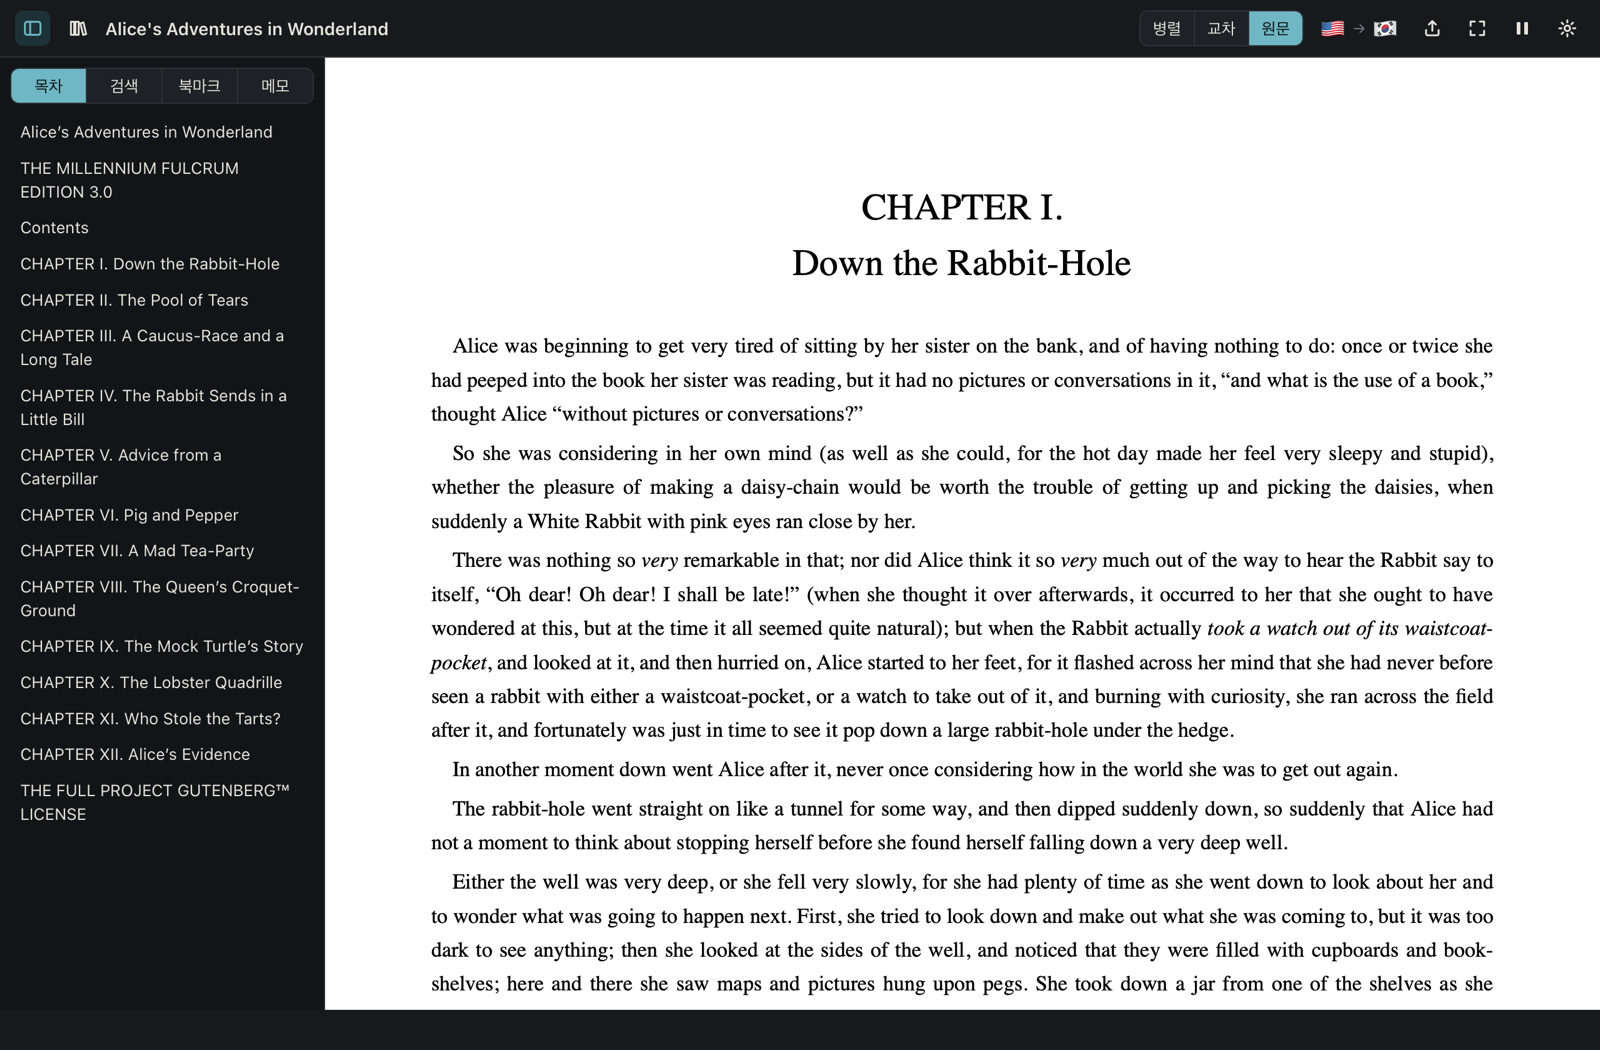 Alice's Adventures in Wonderland
병렬 교차 원문
목차 검색 북마크 메모
Alice’s Adventures in Wonderland
THE MILLENNIUM FULCRUM
EDITION 3.0
Contents
CHAPTER I. Down the Rabbit-Hole
CHAPTER II. The Pool of Tears
CHAPTER III. A Caucus-Race and a
Long Tale
CHAPTER IV. The Rabbit Sends in a
Little Bill
CHAPTER V. Advice from a
Caterpillar
CHAPTER VI. Pig and Pepper
CHAPTER VII. A Mad Tea-Party
CHAPTER VIII. The Queen’s Croquet-
Ground
CHAPTER IX. The Mock Turtle’s Story
CHAPTER X. The Lobster Quadrille
CHAPTER XI. Who Stole the Tarts?
CHAPTER XII. Alice’s Evidence
THE FULL PROJECT GUTENBERG™
LICENSE
CHAPTER I.
Down the Rabbit-Hole
Alice was beginning to get very tired of sitting by her sister on the bank, and of having nothing to do: once or twice she
had peeped into the book her sister was reading, but it had no pictures or conversations in it, “and what is the use of a book,”
thought Alice “without pictures or conversations?”
So she was considering in her own mind (as well as she could, for the hot day made her feel very sleepy and stupid),
whether the pleasure of making a daisy-chain would be worth the trouble of getting up and picking the daisies, when
suddenly a White Rabbit with pink eyes ran close by her.
There was nothing so very remarkable in that; nor did Alice think it so very much out of the way to hear the Rabbit say to
itself, “Oh dear! Oh dear! I shall be late!” (when she thought it over afterwards, it occurred to her that she ought to have
wondered at this, but at the time it all seemed quite natural); but when the Rabbit actually took a watch out of its waistcoat-
pocket, and looked at it, and then hurried on, Alice started to her feet, for it flashed across her mind that she had never before
seen a rabbit with either a waistcoat-pocket, or a watch to take out of it, and burning with curiosity, she ran across the field
after it, and fortunately was just in time to see it pop down a large rabbit-hole under the hedge.
In another moment down went Alice after it, never once considering how in the world she was to get out again.
The rabbit-hole went straight on like a tunnel for some way, and then dipped suddenly down, so suddenly that Alice had
not a moment to think about stopping herself before she found herself falling down a very deep well.
Either the well was very deep, or she fell very slowly, for she had plenty of time as she went down to look about her and
to wonder what was going to happen next. First, she tried to look down and make out what she was coming to, but it was too
dark to see anything; then she looked at the sides of the well, and noticed that they were filled with cupboards and book-
shelves; here and there she saw maps and pictures hung upon pegs. She took down a jar from one of the shelves as she